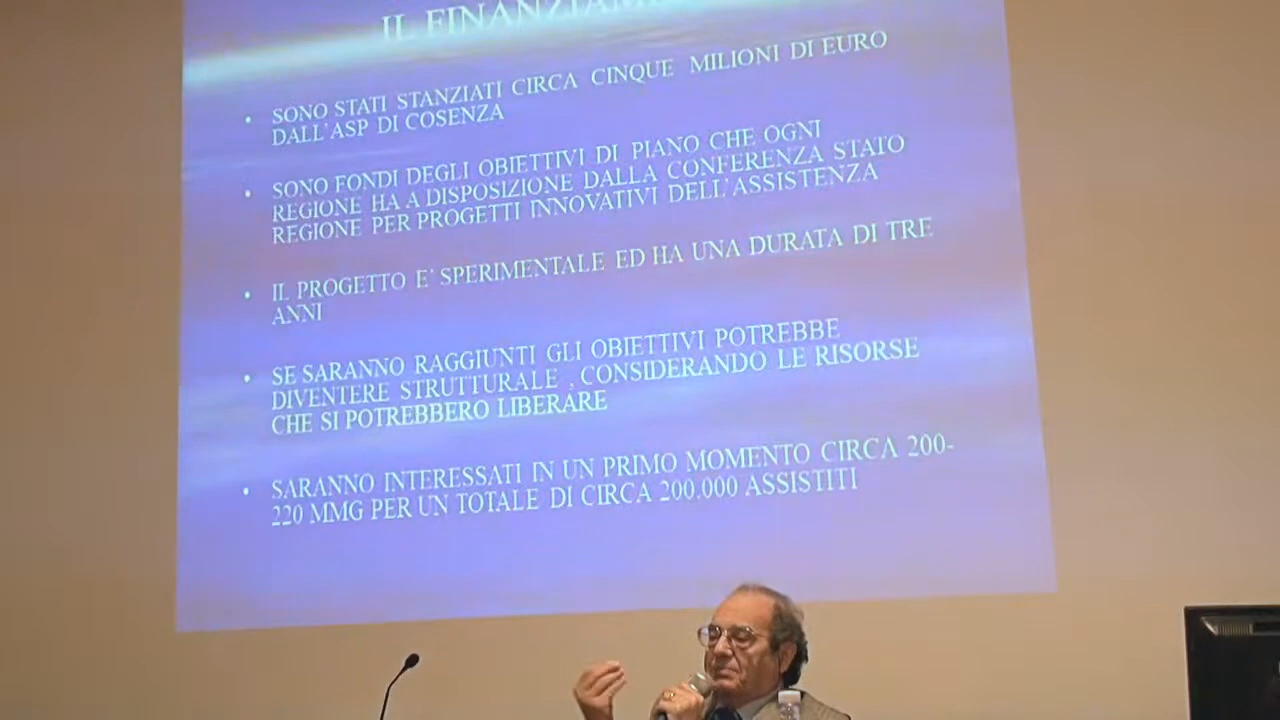 IL
• SONO STATI STANZIATI CIRCA CINQUE MILIONI DI EURO
DALL'ASP DI COSENZA
• SONO FONDI DEGLI OBIETTIVI DI PIANO CHE OGNI
REGIONE HA A DISPOSIZIONE DALLA CONFERENZA STATO
REGIONE PER PROGETTI INNOVATIVI DELL'ASSISTENZA
• IL PROGETTO E' SPERIMENTALE ED HA UNA DURATA DI TRE
ANNI
• SE SARANNO RAGGIUNTI GLI OBIETTIVI POTREBBE
DIVENTERE STRUTTURALE , CONSIDERANDO LE RISORSE
CHE SI POTREBBERO LIBERARE
• SARANNO INTERESSATI IN UN PRIMO MOMENTO CIRCA 200-
220 MMG PER UN TOTALE DI CIRCA 200.000 ASSISTITI